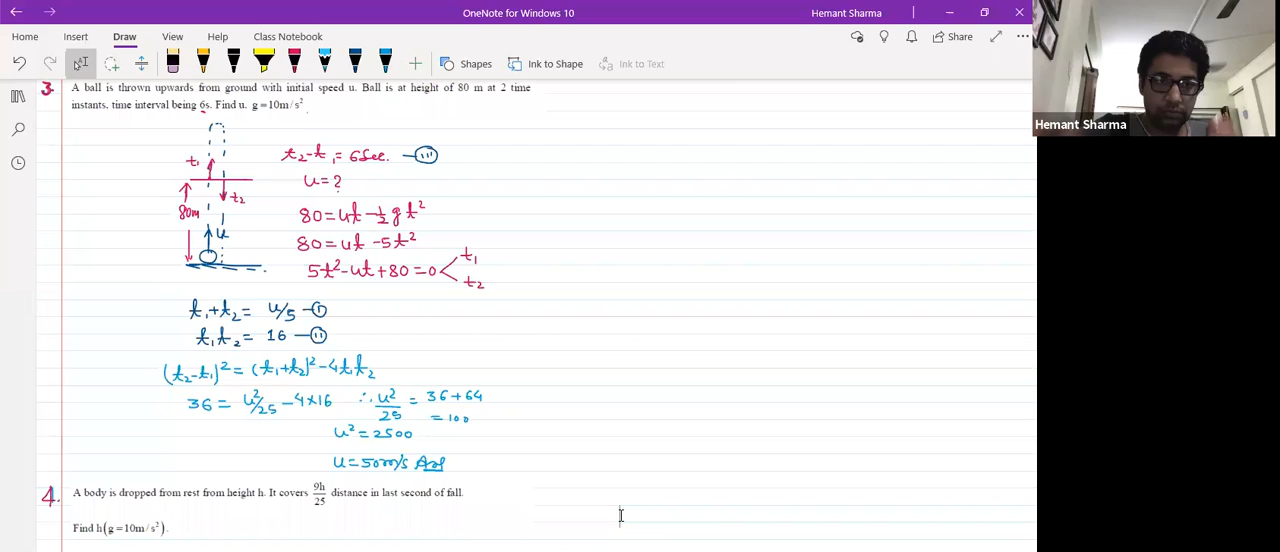 OneNote for Windows 10
Hemant Sharma
Home Insert Draw View Help Class Notebook
Share
Shapes Ink to Shape Ink to Text
3. A ball is thrown upwards from ground with initial speed u. Ball is at height of 80 m at 2 time
instants, time interval being 6s. Find u. g=10m/s²
t₂-t₁=6Sec. -(III)
t₁
u=?
t₂
80m
80=ut-½gt²
u
80=ut-5t²
5t²-ut+80=0 < t₁
t₂
t₁+t₂= u/5 -(I)
t₁t₂= 16 -(II)
(t₂-t₁)²=(t₁+t₂)²-4t₁t₂
36= u²/25-4×16 ∴ u²/25 = 36+64
= 100
u²=2500
u=50m/s Ans
4. A body is dropped from rest from height h. It covers 9h/25 distance in last second of fall.
Find h(g=10m/s²).
Hemant Sharma